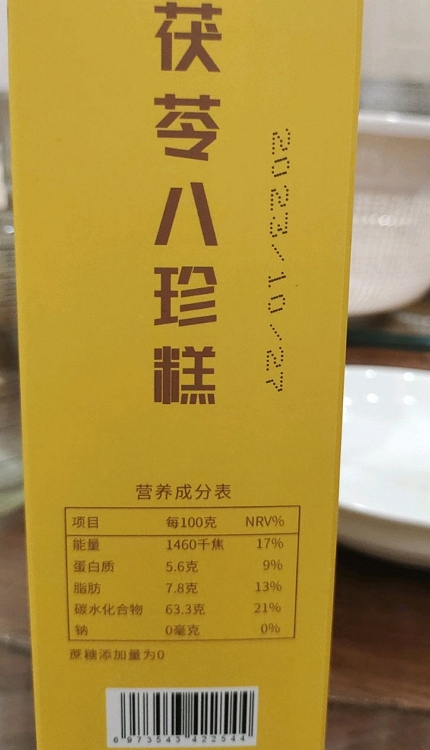 茯苓八珍糕
2023/10/27
营养成分表
项目 每100克 NRV%
能量 1460千焦 17%
蛋白质 5.6克 9%
脂肪 7.8克 13%
碳水化合物 63.3克 21%
钠 0毫克 0%
蔗糖添加量为0
6 973543 422544